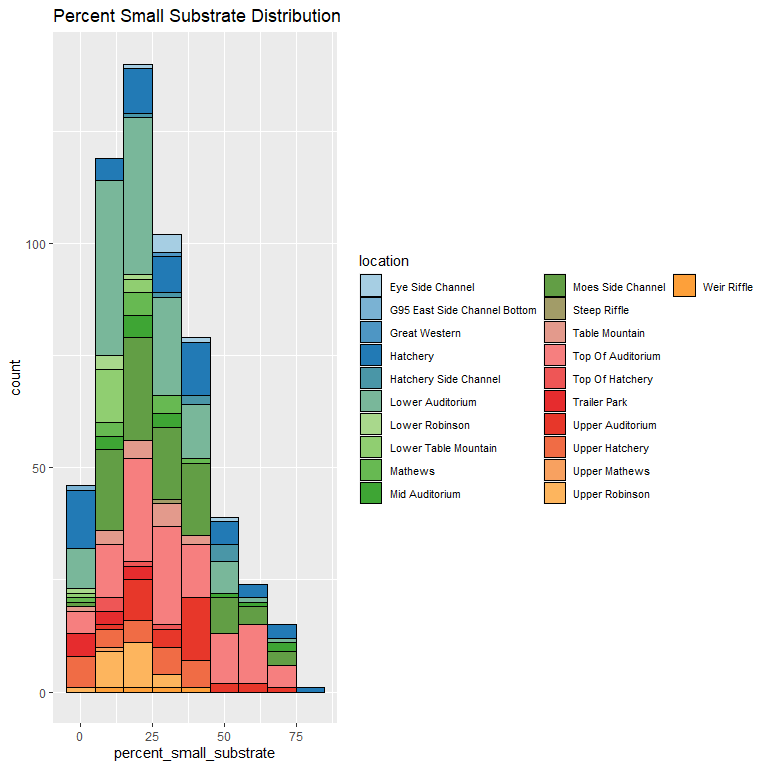 Percent Small Substrate Distribution
100
50
0
count
0 25 50 75
percent_small_substrate
location
Eye Side Channel
G95 East Side Channel Bottom
Great Western
Hatchery
Hatchery Side Channel
Lower Auditorium
Lower Robinson
Lower Table Mountain
Mathews
Mid Auditorium
Moes Side Channel
Steep Riffle
Table Mountain
Top Of Auditorium
Top Of Hatchery
Trailer Park
Upper Auditorium
Upper Hatchery
Upper Mathews
Upper Robinson
Weir Riffle